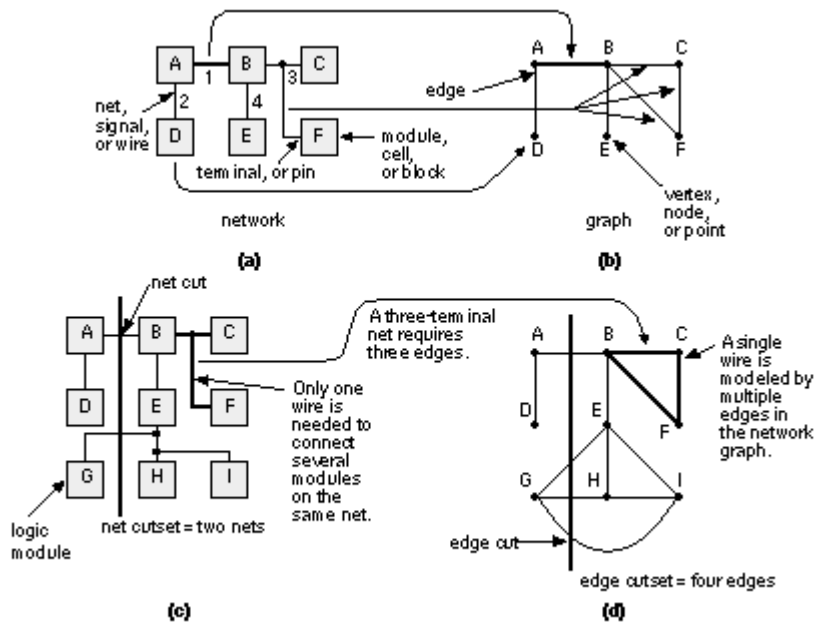 A
B
C
1
3
2
4
net,
signal,
or wire
D
E
F
terminal, or pin
module,
cell,
or block
network
(a)
A
B
C
edge
D
E
F
vertex,
node,
or point
graph
(b)
net cut
A
B
C
D
E
F
G
H
I
A three-terminal
net requires
three edges.
Only one
wire is
needed to
connect
several
modules
on the
same net.
logic
module
net cutset = two nets
(c)
A
B
C
D
E
F
G
H
I
A single
wire is
modeled by
multiple
edges in
the network
graph.
edge cut
edge cutset = four edges
(d)